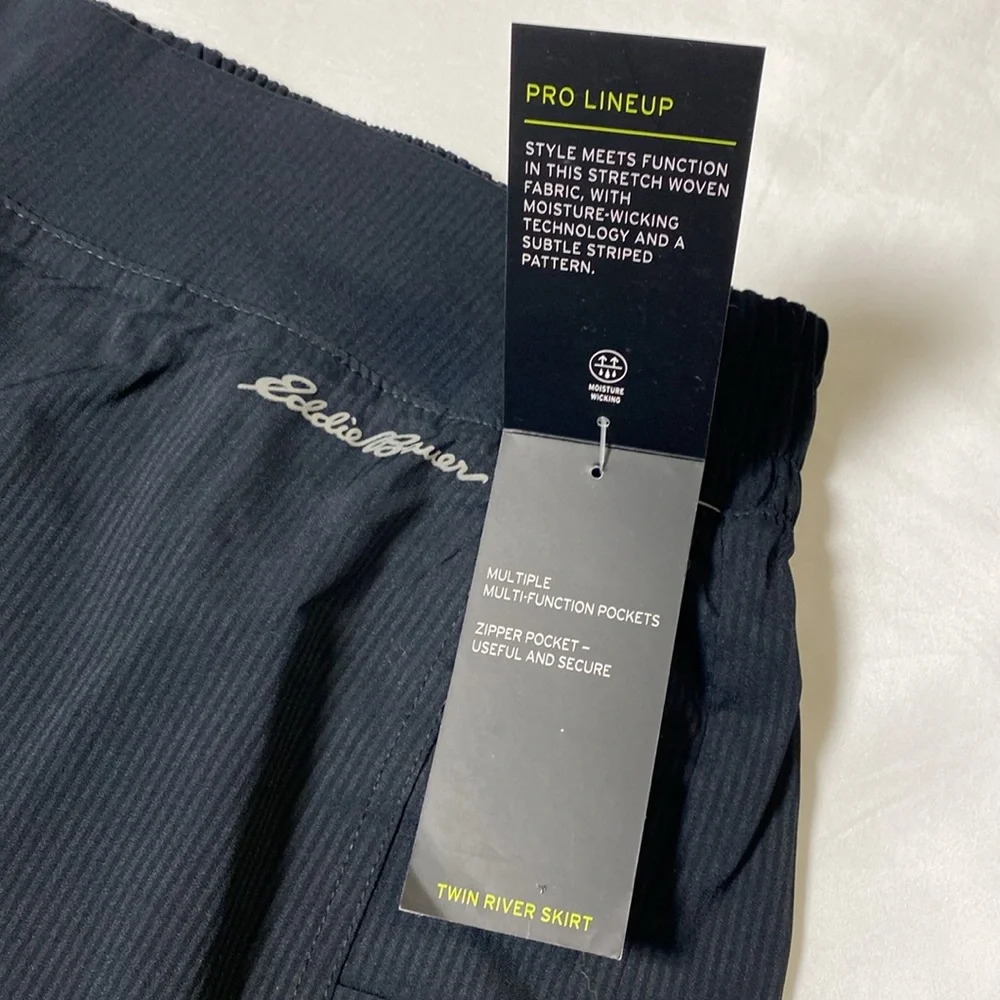 PRO LINEUP
STYLE MEETS FUNCTION
IN THIS STRETCH WOVEN
FABRIC, WITH
MOISTURE-WICKING
TECHNOLOGY AND A
SUBTLE STRIPED
PATTERN.
MOISTURE
WICKING
Eddie Bauer
MULTIPLE
MULTI-FUNCTION POCKETS
ZIPPER POCKET –
USEFUL AND SECURE
TWIN RIVER SKIRT